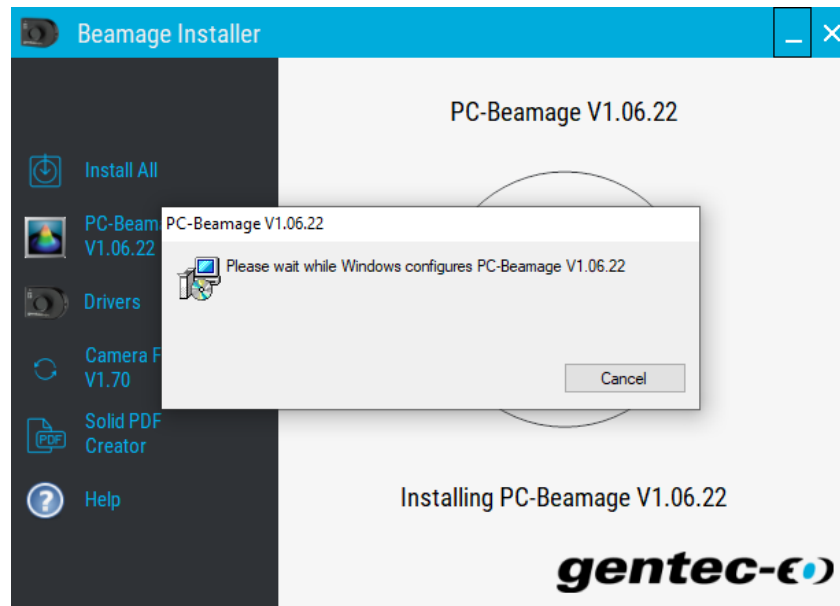 Beamage Installer
PC-Beamage V1.06.22
Install All
PC-Beam
V1.06.22
PC-Beamage V1.06.22
Please wait while Windows configures PC-Beamage V1.06.22
Cancel
Drivers
Camera F
V1.70
Solid PDF
Creator
PDF
Help
Installing PC-Beamage V1.06.22
gentec-eo